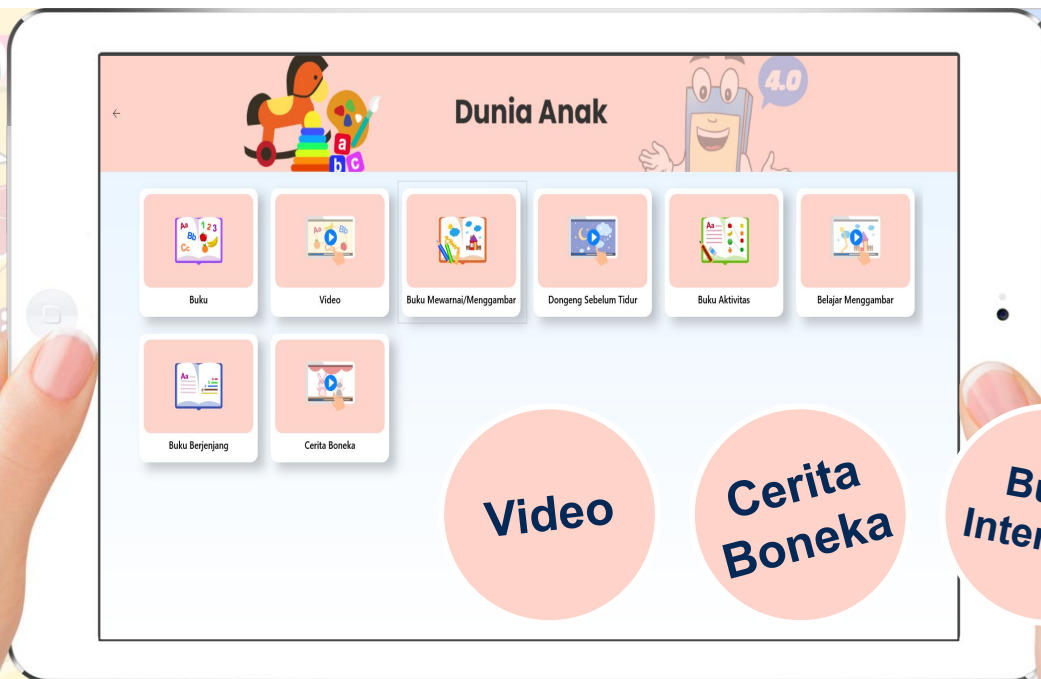 Dunia Anak
4.0
a
b c
Buku
Video
Buku Mewarnai/Menggambar
Dongeng Sebelum Tidur
Buku Aktivitas
Belajar Menggambar
Buku Berjenjang
Cerita Boneka
Video
Cerita
Boneka